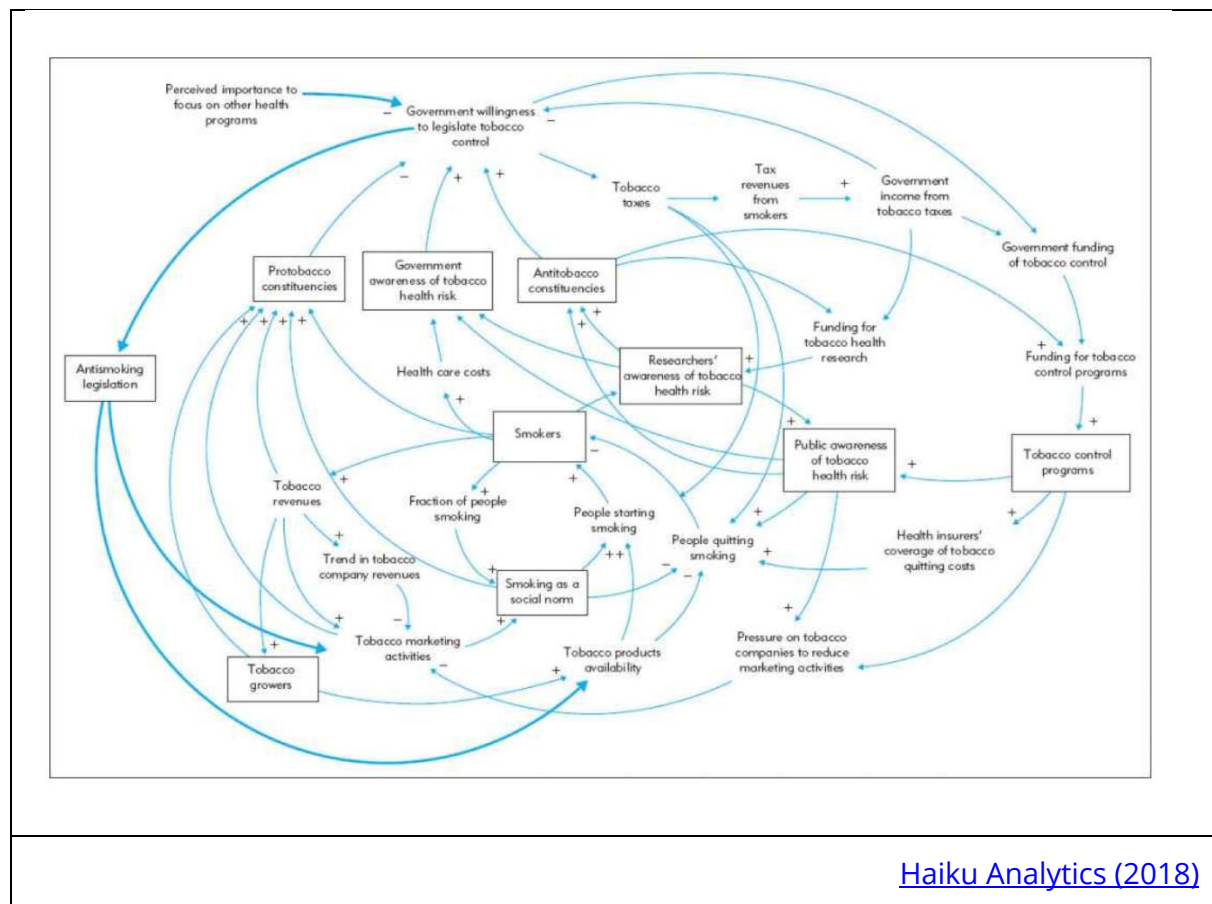 Perceived importance to
focus on other health
programs
−
Government willingness
to legislate tobacco
control
−
−
+
+
Tobacco
taxes
Tax
revenues
from
smokers
+
Government
income from
tobacco taxes
Government funding
of tobacco control
Protobacco
constituencies
Government
awareness of tobacco
health risk
Antitobacco
constituencies
+
+
+
+
+
+
Funding for
tobacco health
research
+
Funding for tobacco
control programs
Antismoking
legislation
Health care costs
+
Researchers'
awareness of tobacco
health risk
+
Smokers
−
+
Public awareness
of tobacco
health risk
+
Tobacco control
programs
+
+
Tobacco
revenues
+
Fraction of people
smoking
+
People starting
smoking
++
People quitting
smoking
+
+
+
Health insurers'
coverage of tobacco
quitting costs
+
Trend in tobacco
company revenues
+
Smoking as a
social norm
−
−
+
−
+
Tobacco marketing
activities
−
Tobacco products
availability
+
Pressure on tobacco
companies to reduce
marketing activities
+
Tobacco
growers
Haiku Analytics (2018)